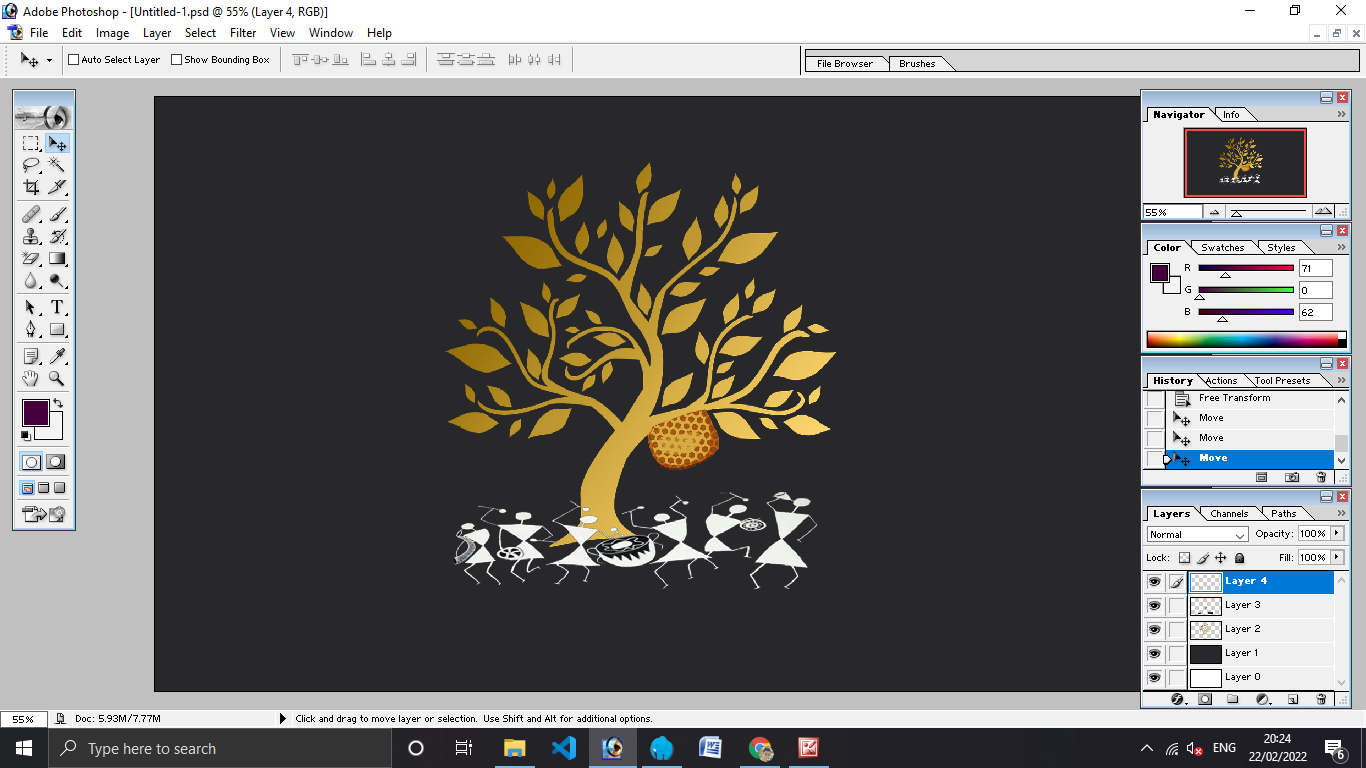 Adobe Photoshop - [Untitled-1.psd @ 55% (Layer 4, RGB)]
File Edit Image Layer Select Filter View Window Help
Auto Select Layer Show Bounding Box
File Browser Brushes
Navigator Info
55%
Color Swatches Styles
R 71
G 0
B 62
History Actions Tool Presets
Free Transform
Move
Move
Move
Layers Channels Paths
Normal Opacity: 100%
Lock: Fill: 100%
Layer 4
Layer 3
Layer 2
Layer 1
Layer 0
T
55% Doc: 5.93M/7.77M Click and drag to move layer or selection. Use Shift and Alt for additional options.
Type here to search
ENG
20:24
22/02/2022
6